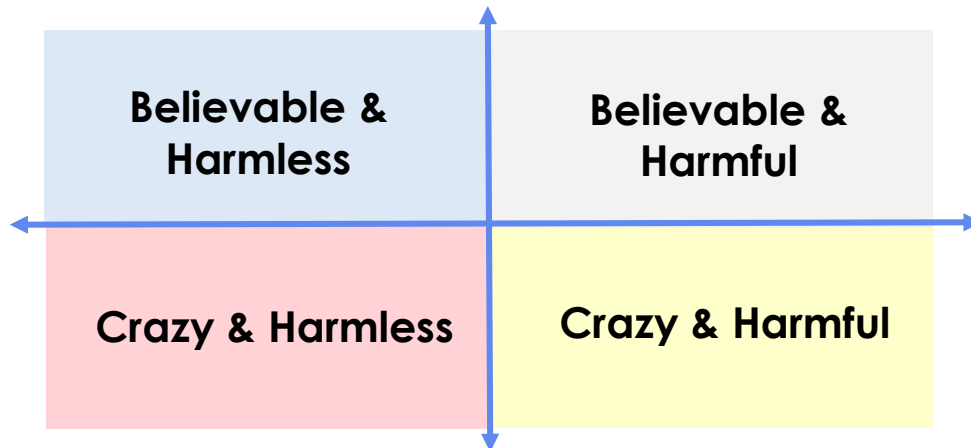 Believable &
Harmless
Believable &
Harmful
Crazy & Harmless
Crazy & Harmful